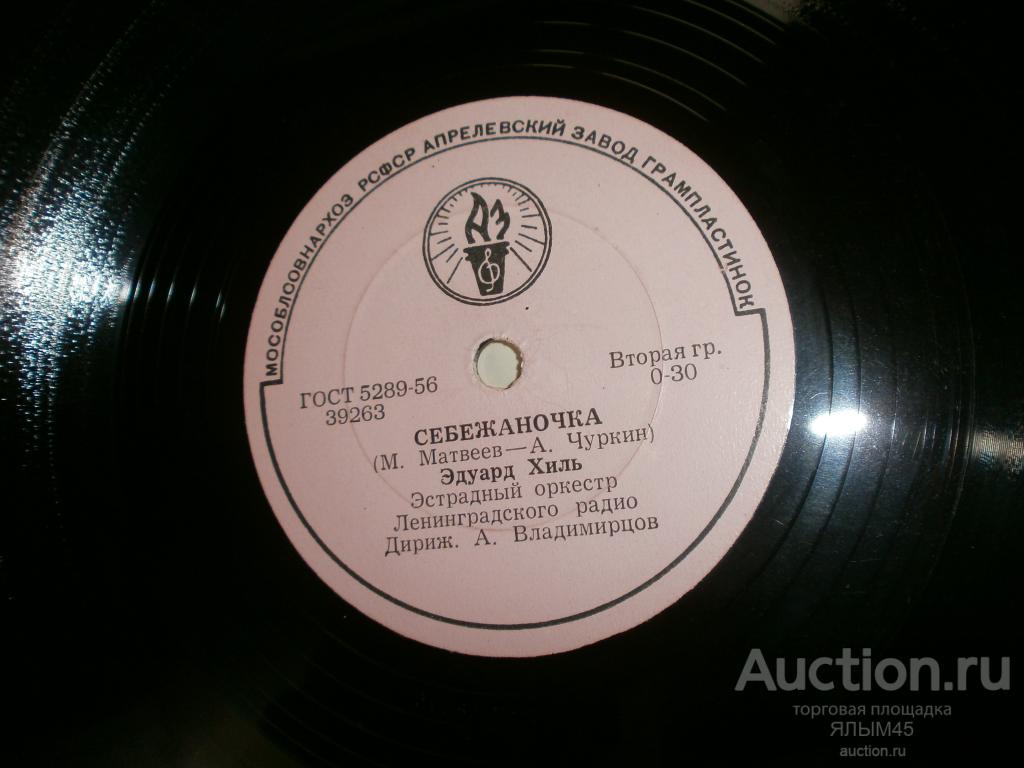 МОСОБЛСОВНАРХОЗ РСФСР АПРЕЛЕВСКИЙ ЗАВОД ГРАМПЛАСТИНОК
АЗ
ГОСТ 5289-56
39263
Вторая гр.
0-30
СЕБЕЖАНОЧКА
(М. Матвеев—А. Чуркин)
Эдуард Хиль
Эстрадный оркестр
Ленинградского радио
Дириж. А. Владимирцов
Auction.ru
торговая площадка
ЯЛЫМ45
auction.ru